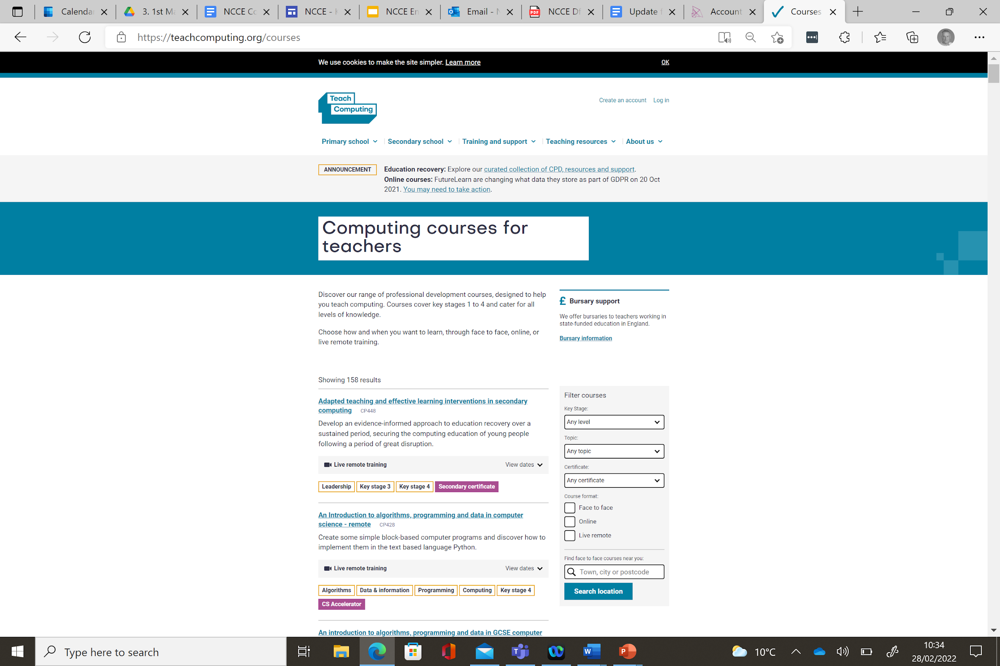 Calenda
3. 1st Ma
NCCE Co
NCCE - K
NCCE En
Email - N
NCCE Df
Update f
Account
Courses
https://teachcomputing.org/courses
We use cookies to make the site simpler. Learn more
OK
Teach
Computing
Create an account Log in
Primary school Secondary school Training and support Teaching resources About us
ANNOUNCEMENT
Education recovery: Explore our curated collection of CPD, resources and support.
Online courses: FutureLearn are changing what data they store as part of GDPR on 20 Oct
2021. You may need to take action.
Computing courses for
teachers
Discover our range of professional development courses, designed to help
you teach computing. Courses cover key stages 1 to 4 and cater for all
levels of knowledge.
Choose how and when you want to learn, through face to face, online, or
live remote training.
£ Bursary support
We offer bursaries to teachers working in
state-funded education in England.
Bursary information
Showing 158 results
Adapted teaching and effective learning interventions in secondary
computing CP448
Develop an evidence-informed approach to education recovery over a
sustained period, securing the computing education of young people
following a period of great disruption.
Live remote training View dates
Leadership Key stage 3 Key stage 4 Secondary certificate
An Introduction to algorithms, programming and data in computer
science - remote CP428
Create some simple block-based computer programs and discover how to
implement them in the text based language Python.
Live remote training View dates
Algorithms Data & information Programming Computing Key stage 4
CS Accelerator
An introduction to algorithms, programming and data in GCSE computer
Filter courses
Key Stage:
Any level
Topic:
Any topic
Certificate:
Any certificate
Course format:
Face to face
Online
Live remote
Find face to face courses near you:
Town, city or postcode
Search location
Type here to search
10°C
10:34
28/02/2022